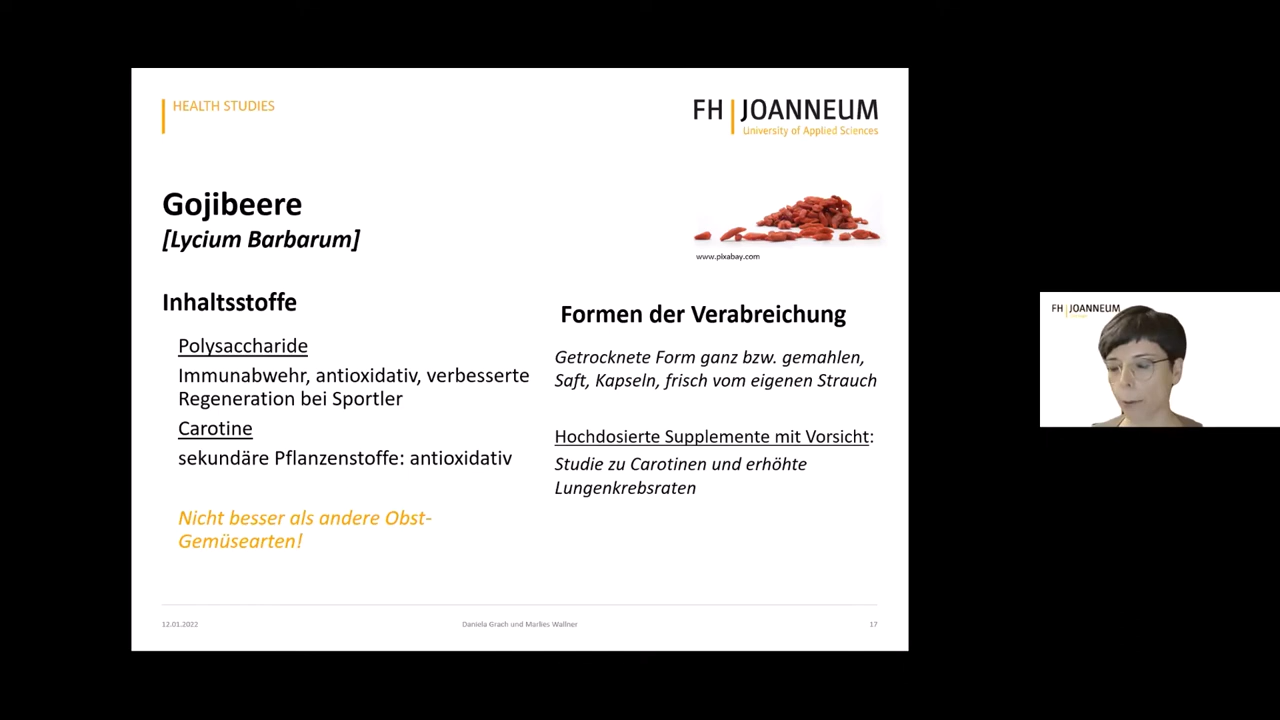 HEALTH STUDIES
FH JOANNEUM
University of Applied Sciences
Gojibeere
[Lycium Barbarum]
www.pixabay.com
Inhaltsstoffe
Polysaccharide
Immunabwehr, antioxidativ, verbesserte
Regeneration bei Sportler
Carotine
sekundäre Pflanzenstoffe: antioxidativ
Nicht besser als andere Obst-
Gemüsearten!
Formen der Verabreichung
Getrocknete Form ganz bzw. gemahlen,
Saft, Kapseln, frisch vom eigenen Strauch
Hochdosierte Supplemente mit Vorsicht:
Studie zu Carotinen und erhöhte
Lungenkrebsraten
12.01.2022
Daniela Grach und Marlies Wallner
17
FH JOANNEUM